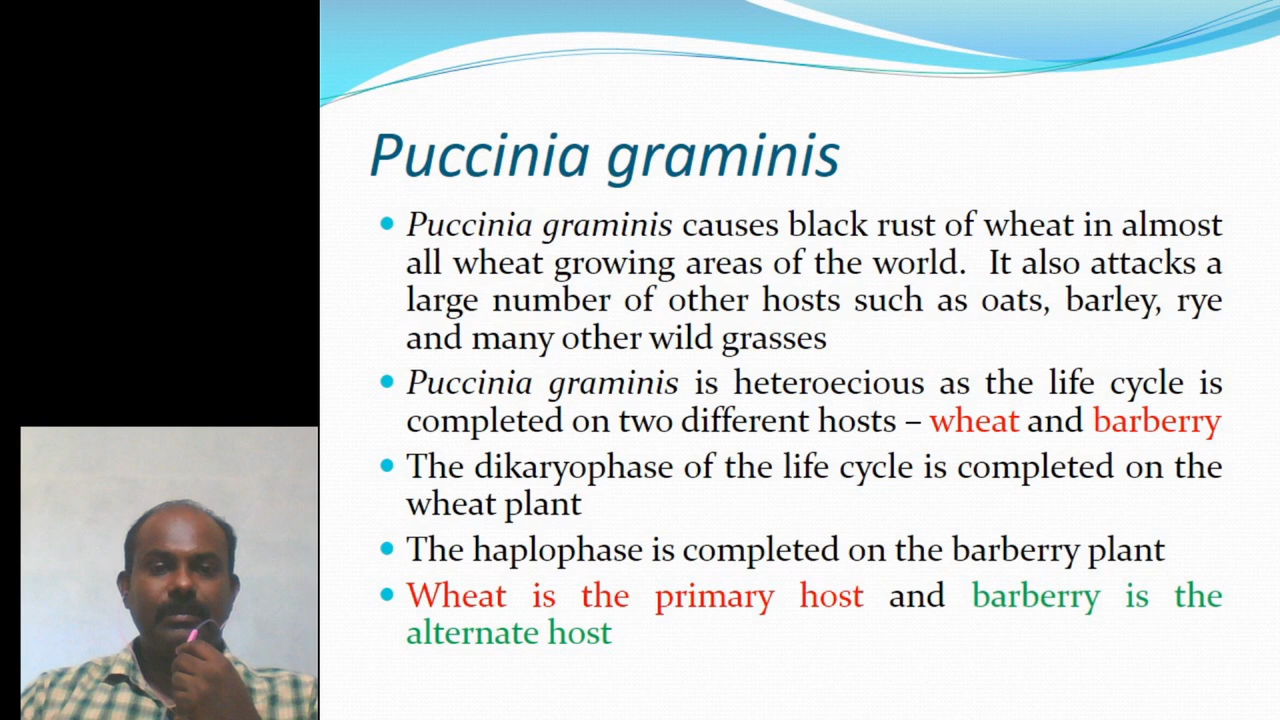 Puccinia graminis
Puccinia graminis causes black rust of wheat in almost
all wheat growing areas of the world. It also attacks a
large number of other hosts such as oats, barley, rye
and many other wild grasses
Puccinia graminis is heteroecious as the life cycle is
completed on two different hosts – wheat and barberry
The dikaryophase of the life cycle is completed on the
wheat plant
The haplophase is completed on the barberry plant
Wheat is the primary host and barberry is the
alternate host